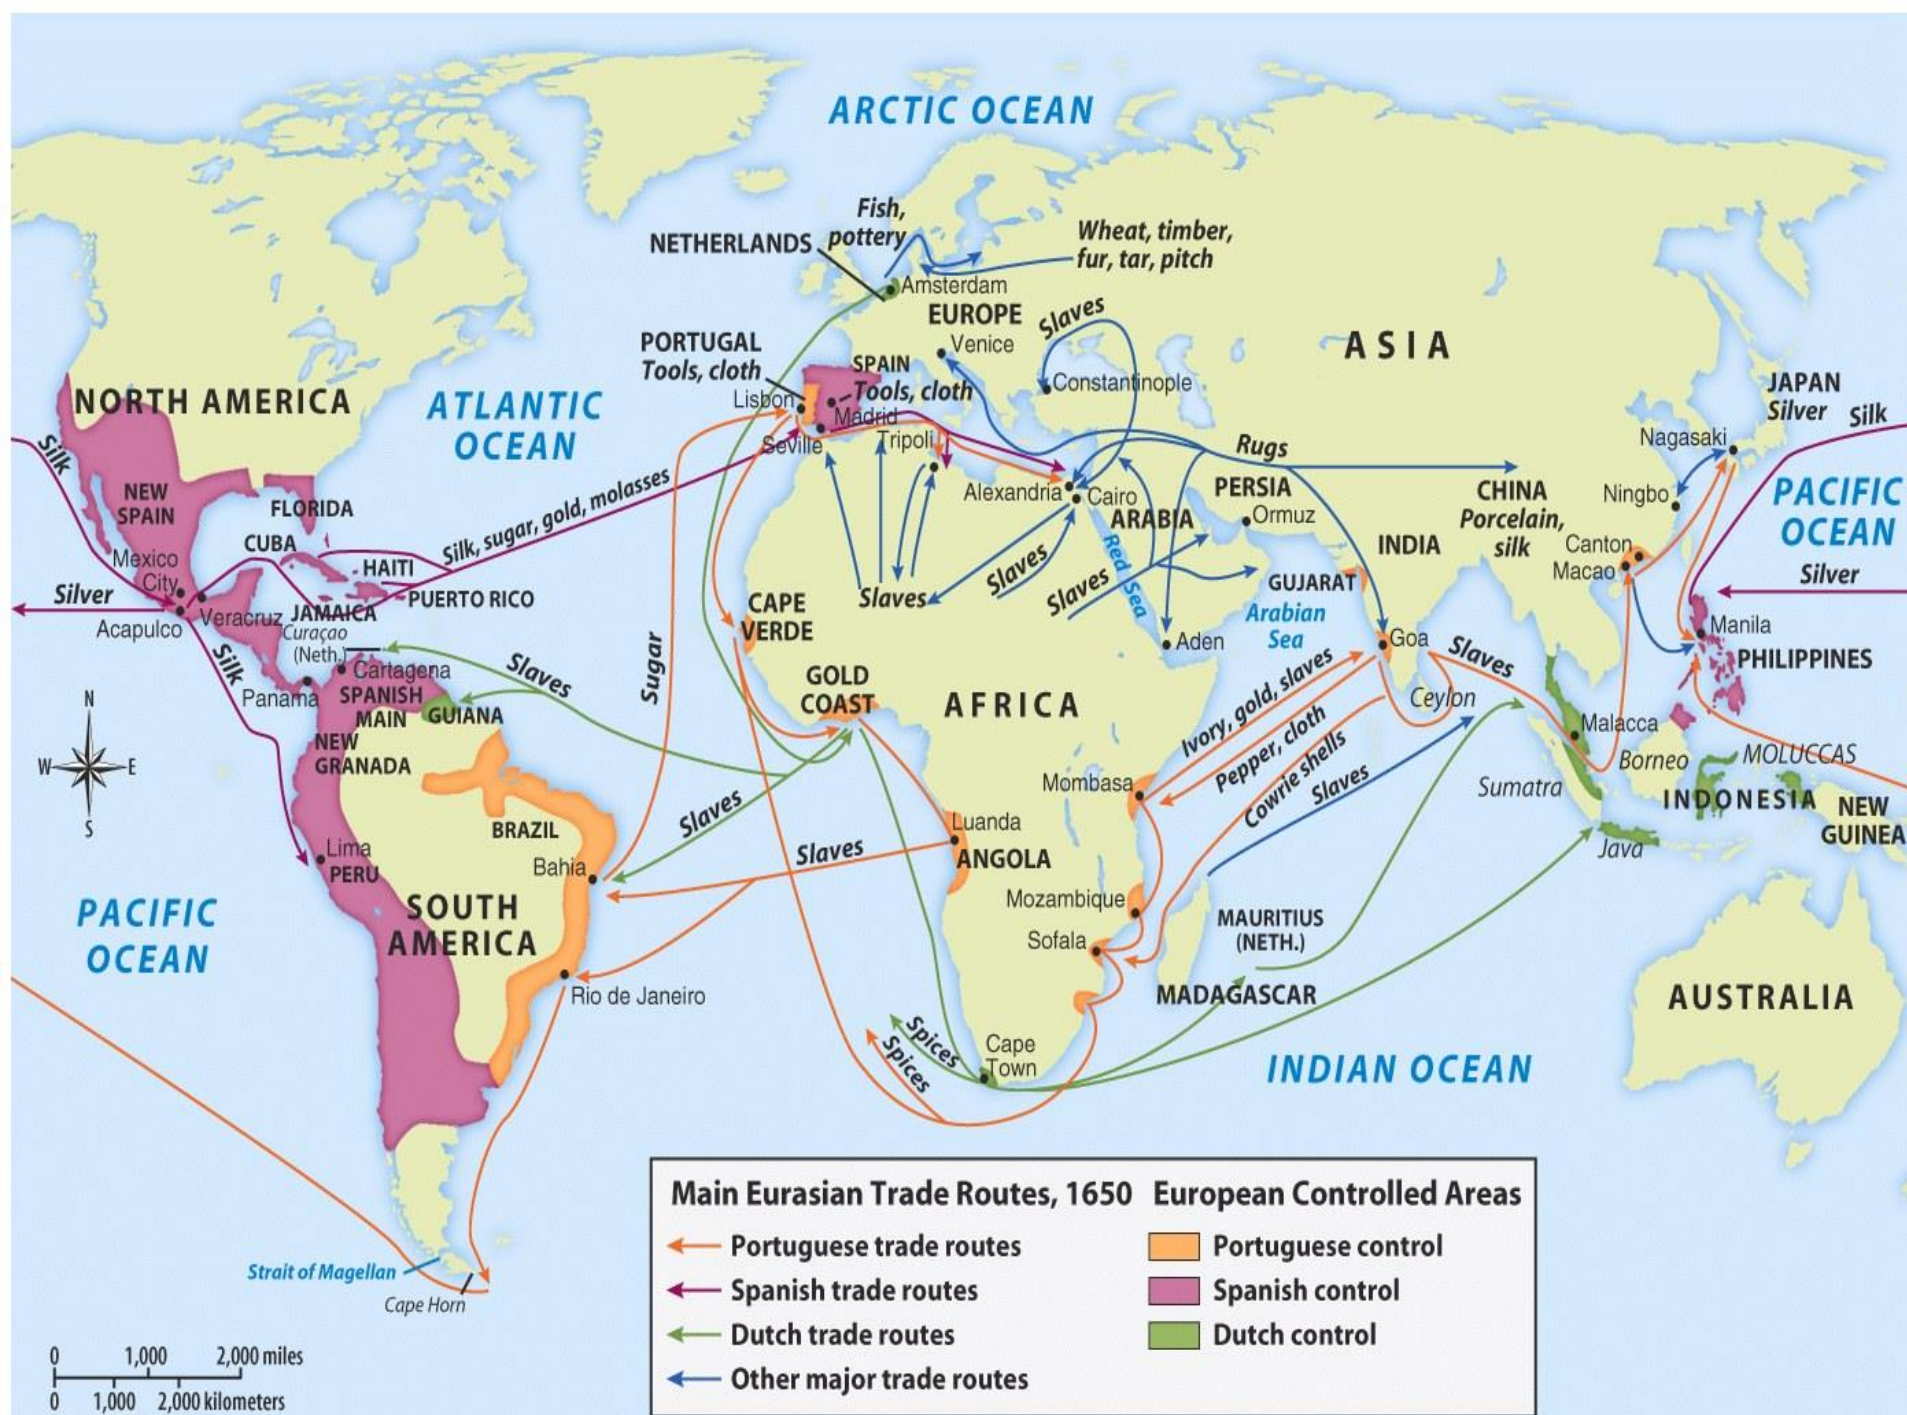 ARCTIC OCEAN
Fish,
pottery
NETHERLANDS
Wheat, timber,
fur, tar, pitch
Amsterdam
EUROPE
Slaves
Venice
ASIA
PORTUGAL
Tools, cloth
SPAIN
Tools, cloth
Constantinople
JAPAN
Silver
Silk
NORTH AMERICA
ATLANTIC
OCEAN
Lisbon
Madrid
Seville
Tripoli
Rugs
Nagasaki
Silk
NEW
SPAIN
FLORIDA
Silk, sugar, gold, molasses
Alexandria
Cairo
PERSIA
Ormuz
ARABIA
CHINA
Porcelain,
silk
Ningbo
PACIFIC
OCEAN
CUBA
Mexico
City
HAITI
INDIA
Canton
Macao
Red Sea
Slaves
Slaves
Slaves
GUJARAT
Silver
Silver
PUERTO RICO
Veracruz
JAMAICA
Acapulco
Curaçao
(Neth.)
CAPE
VERDE
Arabian
Sea
Aden
Goa
Manila
PHILIPPINES
Silk
Cartagena
Slaves
Sugar
Panama
SPANISH
MAIN
GUIANA
GOLD
COAST
AFRICA
Ivory, gold, slaves
Slaves
Ceylon
Malacca
NEW
GRANADA
Pepper, cloth
Borneo
MOLUCCAS
N
W
E
S
Mombasa
Cowrie shells
Slaves
Sumatra
INDONESIA
NEW
GUINEA
BRAZIL
Slaves
Luanda
ANGOLA
Slaves
Java
Lima
PERU
Bahia
Mozambique
SOUTH
AMERICA
PACIFIC
OCEAN
Sofala
MAURITIUS
(NETH.)
MADAGASCAR
AUSTRALIA
Rio de Janeiro
Spices
Spices
Cape
Town
INDIAN OCEAN
Strait of Magellan
Cape Horn
Main Eurasian Trade Routes, 1650
Portuguese trade routes
Spanish trade routes
Dutch trade routes
Other major trade routes
European Controlled Areas
Portuguese control
Spanish control
Dutch control
0 1,000 2,000 miles
0 1,000 2,000 kilometers